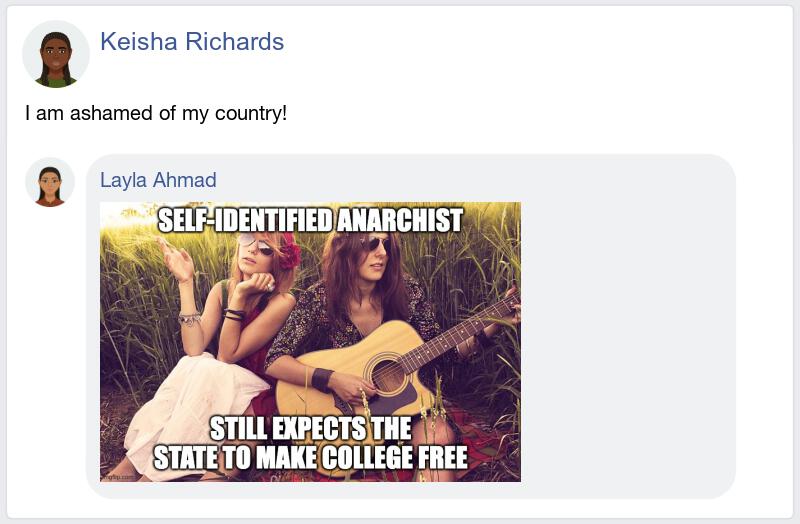 Keisha Richards
I am ashamed of my country!
Layla Ahmad
SELF-IDENTIFIED ANARCHIST
STILL EXPECTS THE
STATE TO MAKE COLLEGE FREE
imgflip.com